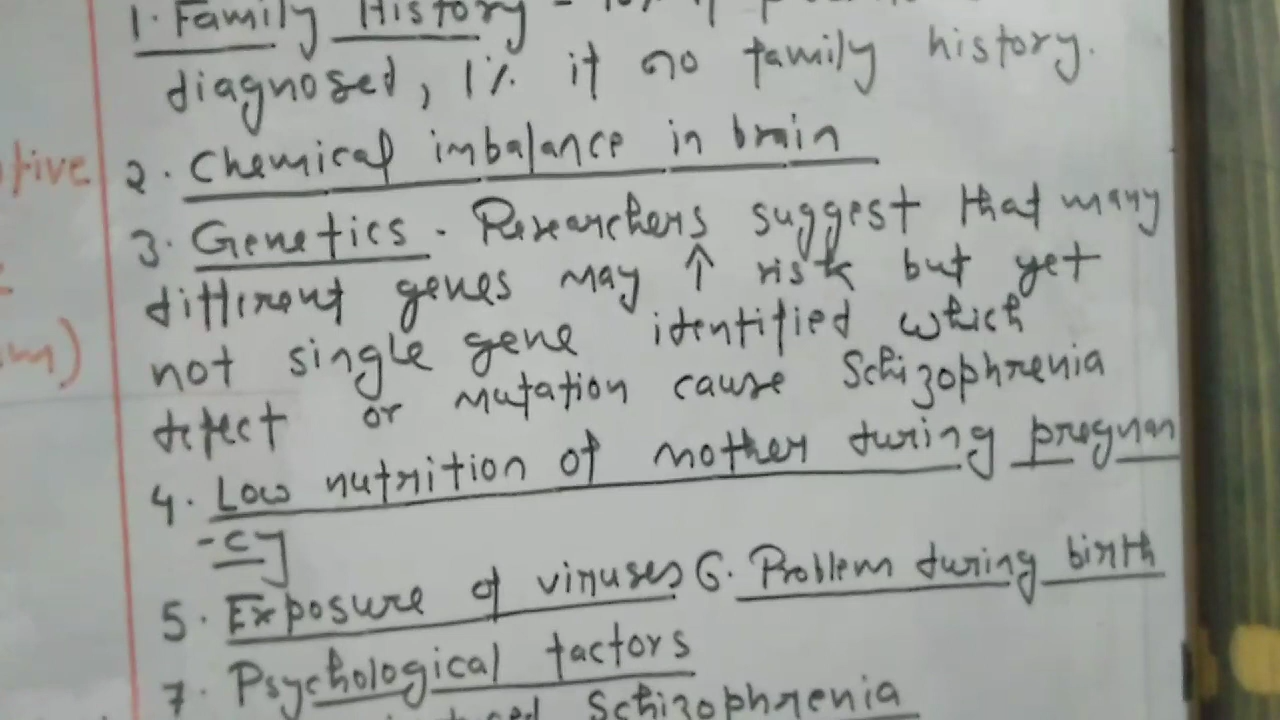 1. Family History - 10% if
diagnosed, 1% if no family history.
2. Chemical imbalance in brain
3. Genetics. Researchers suggest that many
different genes may ↑ risk but yet
not single gene identified which
defect or mutation cause Schizophrenia
4. Low nutrition of mother during pregnan
-cy
5. Exposure of viruses 6. Problem during birth
7. Psychological factors
Schizophrenia